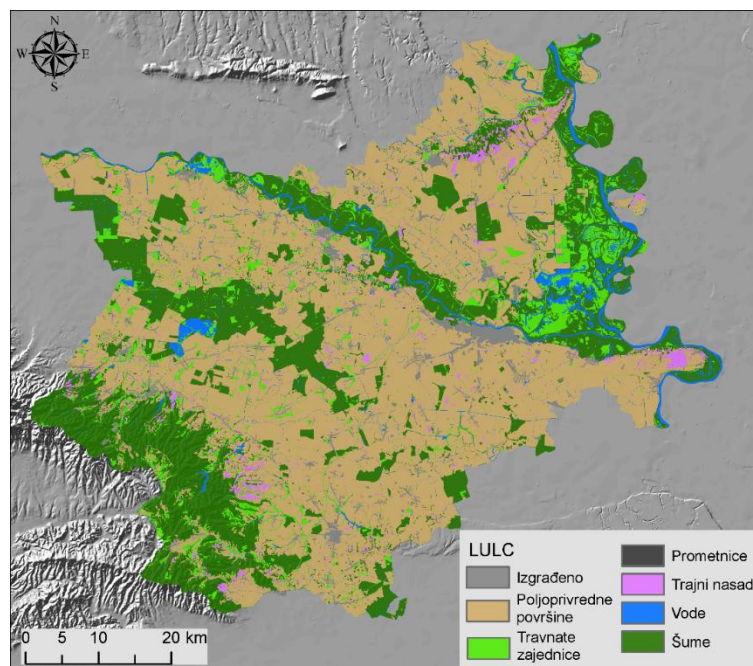 N
W E
S
LULC
Izgrađeno
Poljoprivredne
površine
Travnate
zajednice
Prometnice
Trajni nasad
Vode
Šume
0 5 10 20 km